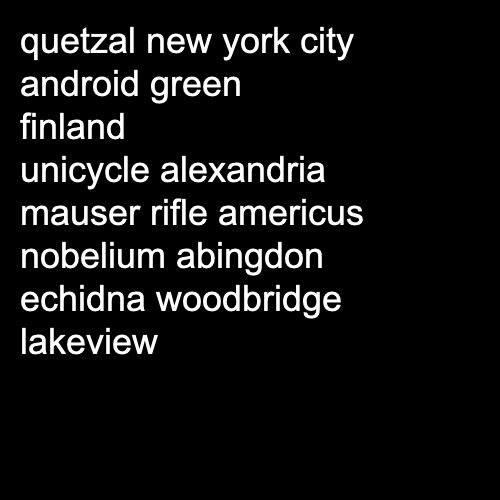 quetzal new york city
android green
finland
unicycle alexandria
mauser rifle americus
nobelium abingdon
echidna woodbridge
lakeview